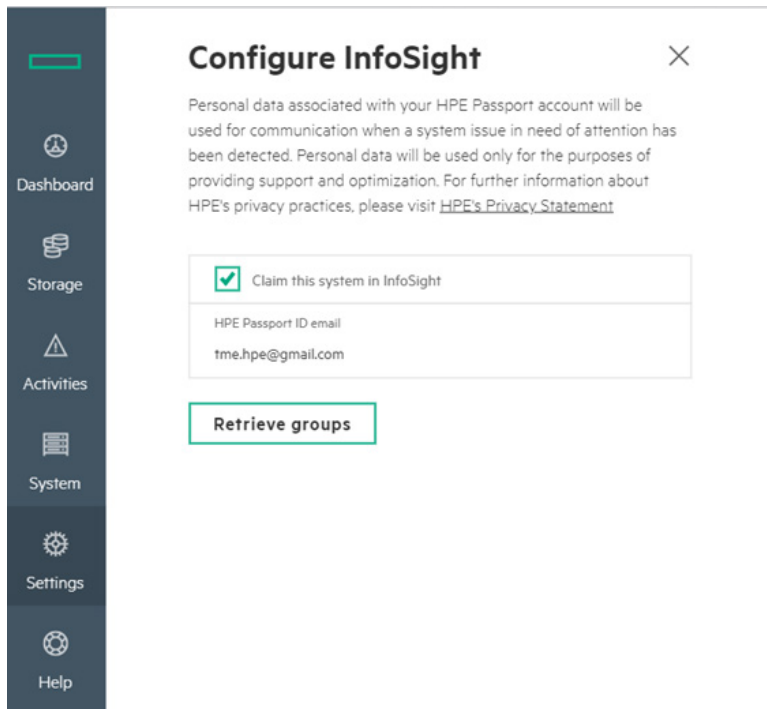 Configure InfoSight
Personal data associated with your HPE Passport account will be
used for communication when a system issue in need of attention has
been detected. Personal data will be used only for the purposes of
providing support and optimization. For further information about
HPE's privacy practices, please visit HPE's Privacy Statement
Claim this system in InfoSight
HPE Passport ID email
tme.hpe@gmail.com
Retrieve groups
Dashboard
Storage
Activities
System
Settings
Help